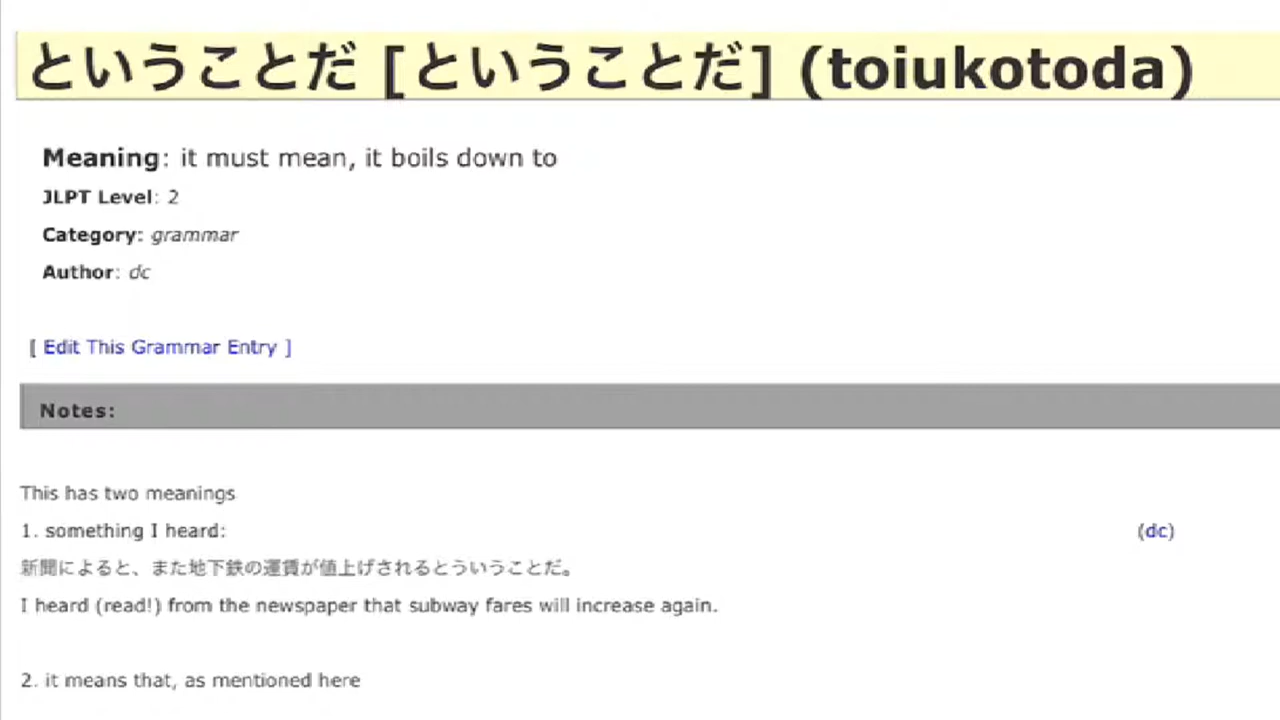 ということだ [ということだ] (toiukotoda)
Meaning: it must mean, it boils down to
JLPT Level: 2
Category: grammar
Author: dc
[ Edit This Grammar Entry ]
Notes:
This has two meanings
1. something I heard: (dc)
新聞によると、また地下鉄の運賃が値上げされるとういうことだ。
I heard (read!) from the newspaper that subway fares will increase again.
2. it means that, as mentioned here